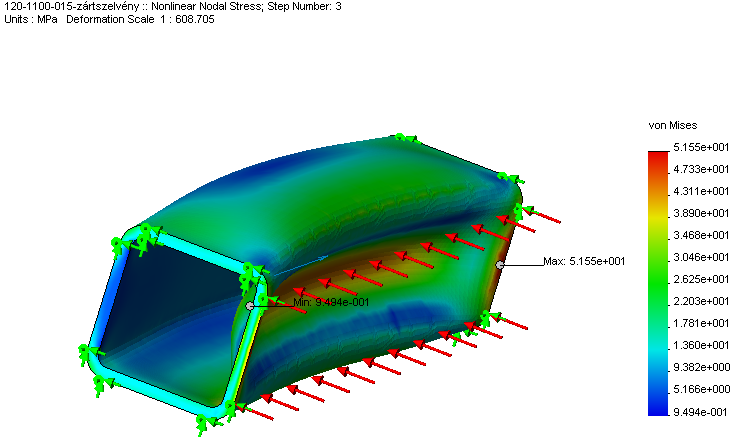 120-1100-015-zártszelvény :: Nonlinear Nodal Stress; Step Number: 3
Units : MPa Deformation Scale 1 : 608.705
von Mises
5.155e+001
4.733e+001
4.311e+001
3.890e+001
3.468e+001
3.046e+001
2.625e+001
2.203e+001
1.781e+001
1.360e+001
9.382e+000
5.166e+000
9.494e-001
Max: 5.155e+001
Min: 9.494e-001